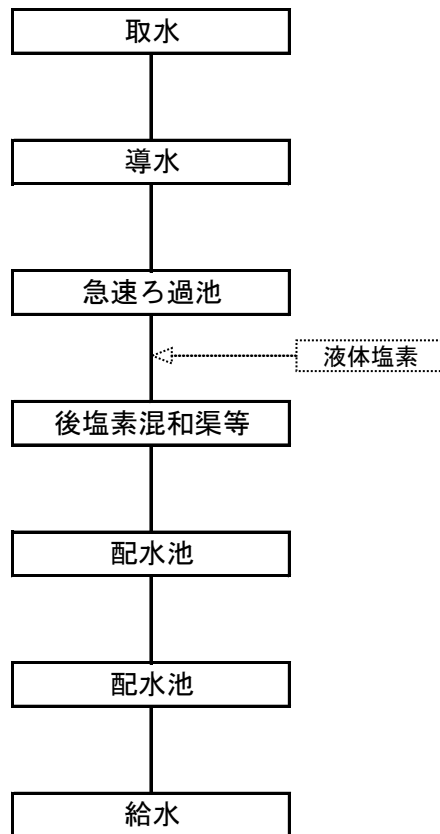 取水
導水
急速ろ過池
液体塩素
後塩素混和渠等
配水池
配水池
給水